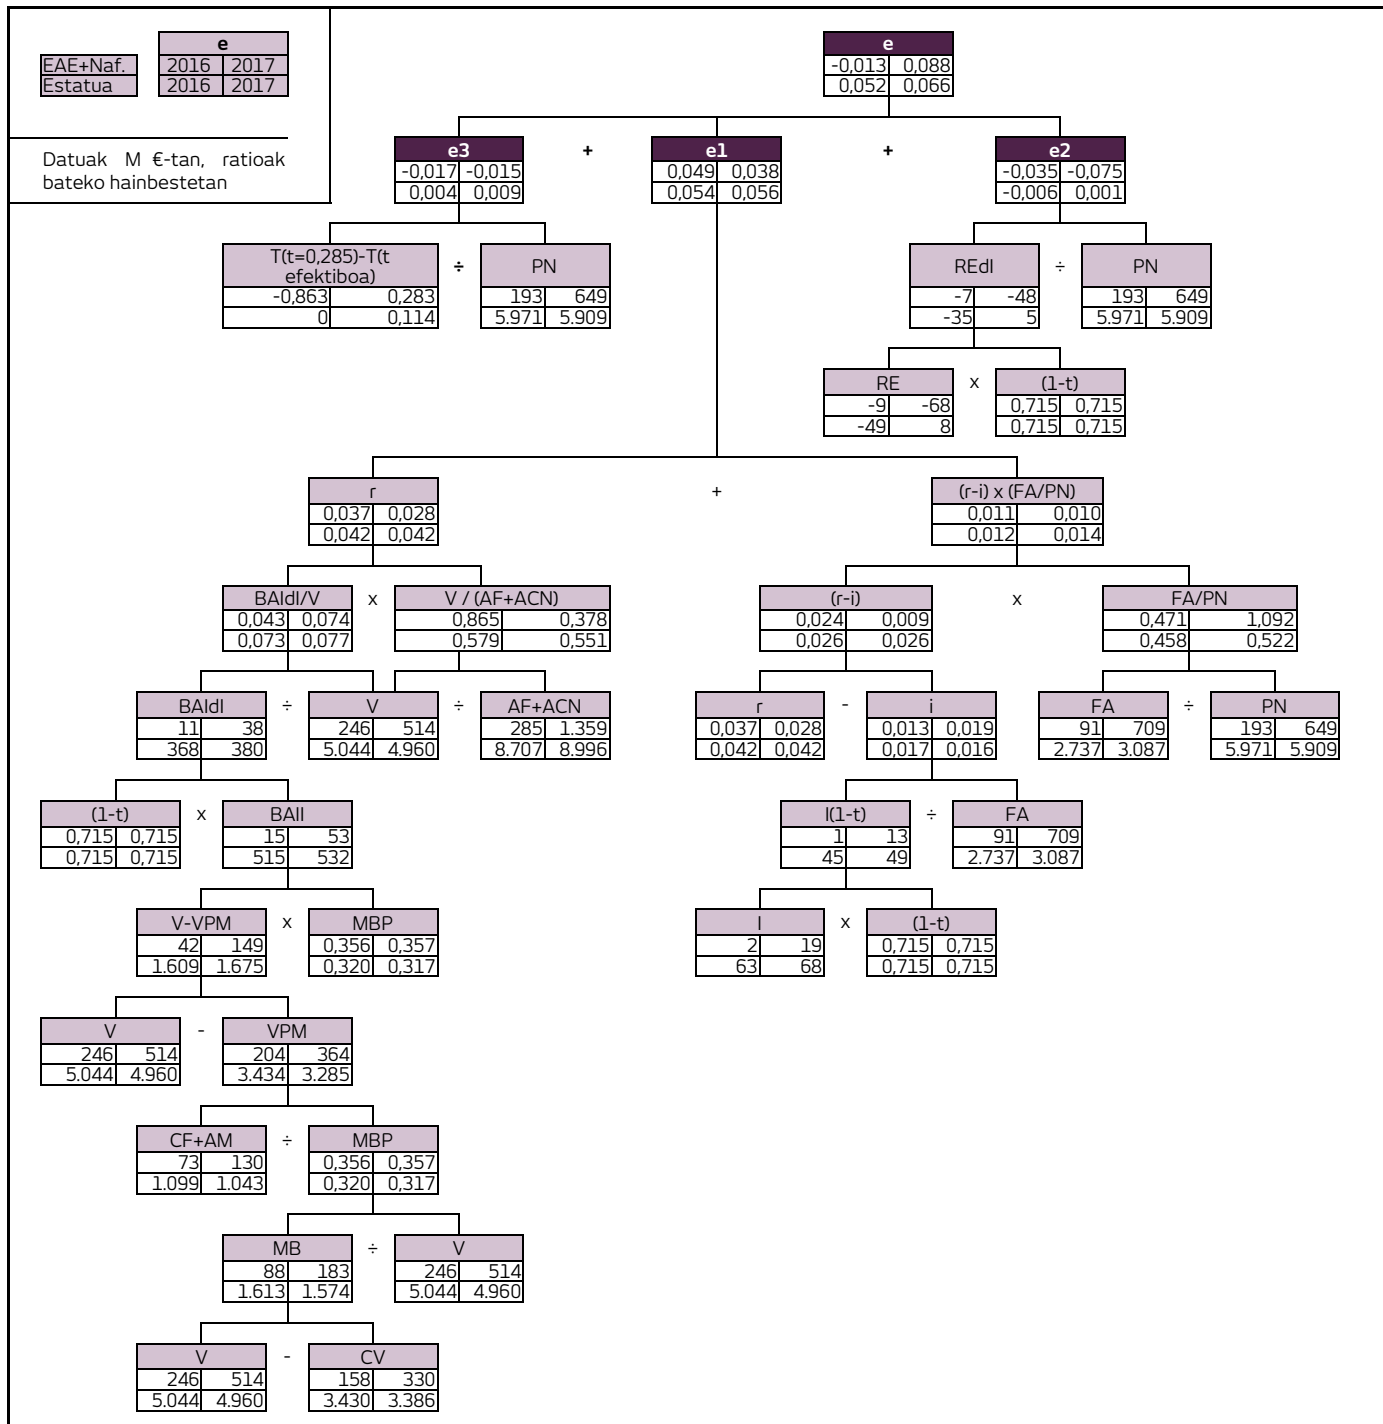 e
EAE+Naf. 2016 2017
Estatua 2016 2017
Datuak M €-tan, ratioak
bateko hainbestetan
e
-0,013 0,088
0,052 0,066
e3 + e1 + e2
-0,017 -0,015 0,049 0,038 -0,035 -0,075
0,004 0,009 0,054 0,056 -0,006 0,001
T(t=0,285)-T(t
efektiboa) ÷ PN REdI ÷ PN
-0,863 0,283 193 649 -7 -48 193 649
0 0,114 5.971 5.909 -35 5 5.971 5.909
RE x (1-t)
-9 -68 0,715 0,715
-49 8 0,715 0,715
r + (r-i) x (FA/PN)
0,037 0,028 0,011 0,010
0,042 0,042 0,012 0,014
BAIdI/V x V / (AF+ACN) (r-i) x FA/PN
0,043 0,074 0,865 0,378 0,024 0,009 0,471 1,092
0,073 0,077 0,579 0,551 0,026 0,026 0,458 0,522
BAIdI ÷ V ÷ AF+ACN r - i FA ÷ PN
11 38 246 514 285 1.359 0,037 0,028 0,013 0,019 91 709 193 649
368 380 5.044 4.960 8.707 8.996 0,042 0,042 0,017 0,016 2.737 3.087 5.971 5.909
(1-t) x BAII I(1-t) ÷ FA
0,715 0,715 15 53 1 13 91 709
0,715 0,715 515 532 45 49 2.737 3.087
V-VPM x MBP I x (1-t)
42 149 0,356 0,357 2 19 0,715 0,715
1.609 1.675 0,320 0,317 63 68 0,715 0,715
V - VPM
246 514 204 364
5.044 4.960 3.434 3.285
CF+AM ÷ MBP
73 130 0,356 0,357
1.099 1.043 0,320 0,317
MB ÷ V
88 183 246 514
1.613 1.574 5.044 4.960
V - CV
246 514 158 330
5.044 4.960 3.430 3.386